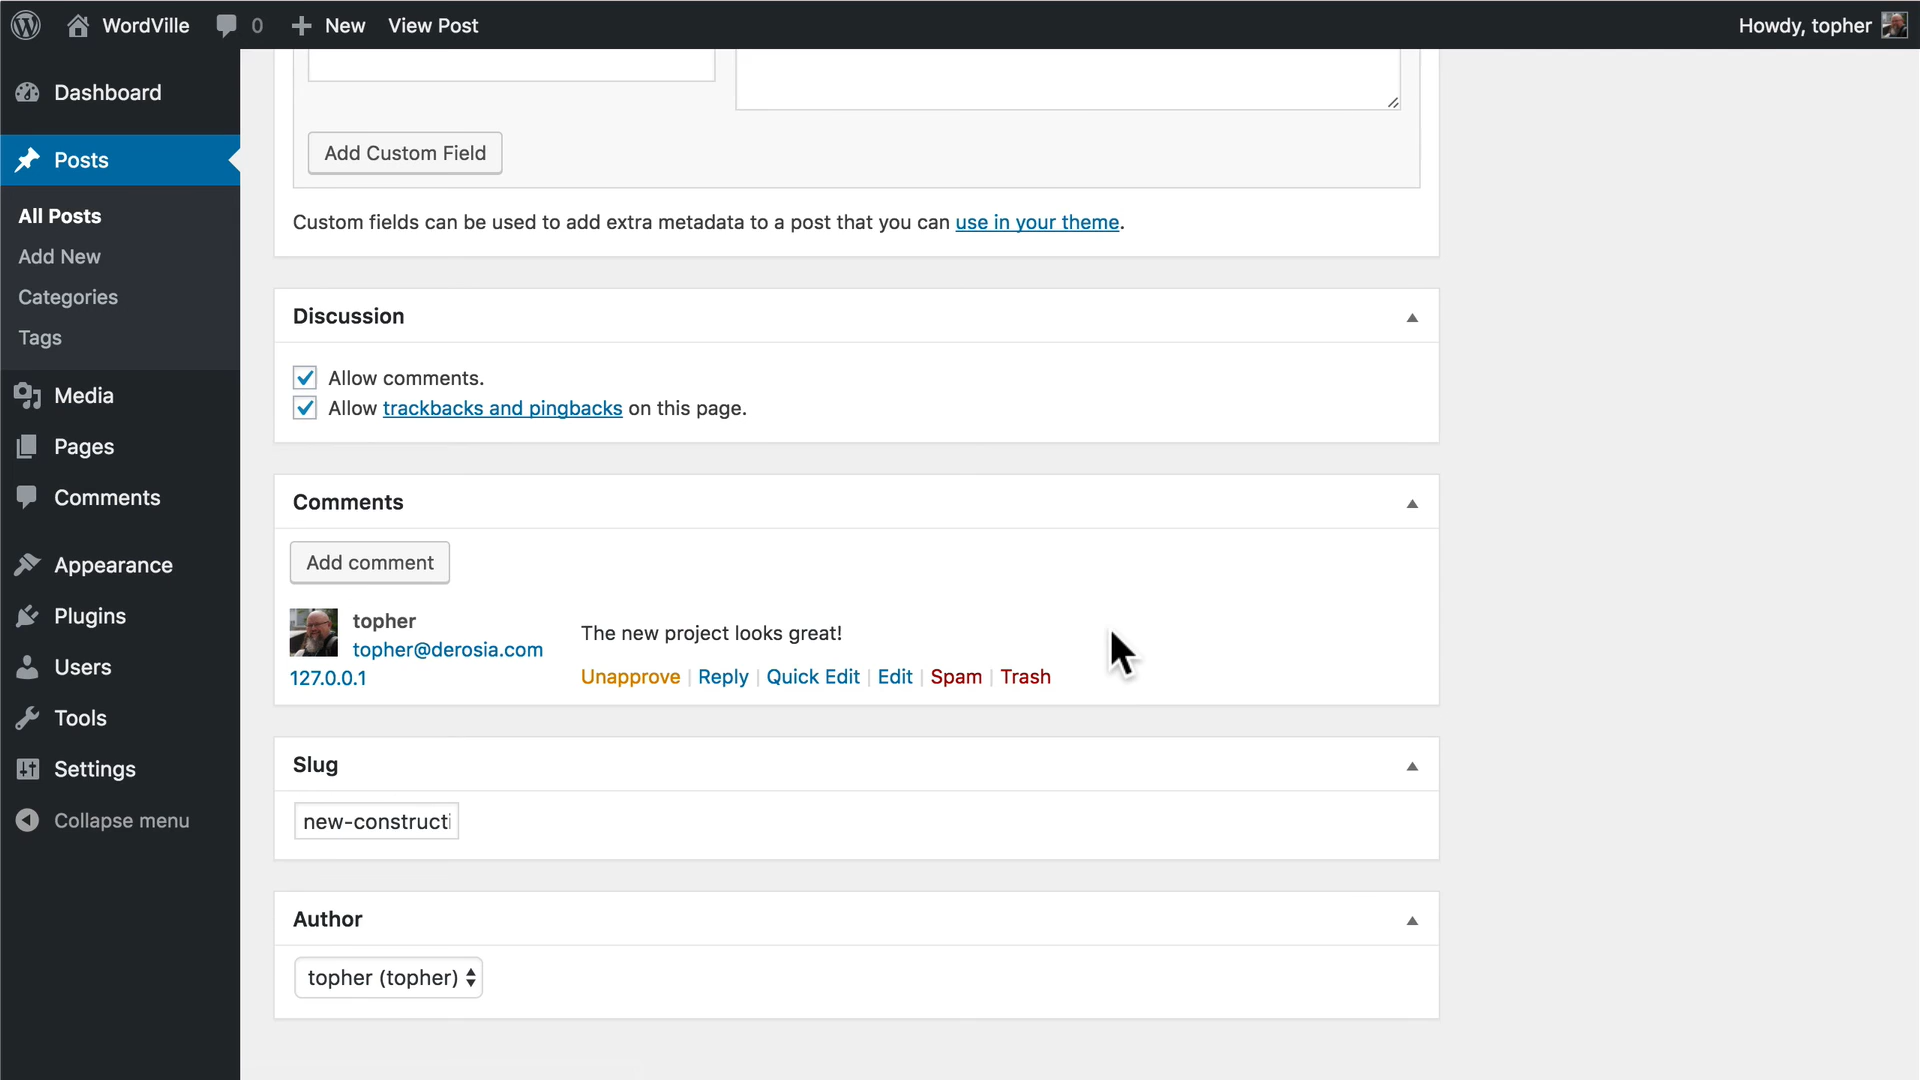 WordVille 0 New View Post Howdy, topher
Dashboard
Posts
All Posts
Add New
Categories
Tags
Media
Pages
Comments
Appearance
Plugins
Users
Tools
Settings
Collapse menu
Add Custom Field
Custom fields can be used to add extra metadata to a post that you can use in your theme.
Discussion
Allow comments.
Allow trackbacks and pingbacks on this page.
Comments
Add comment
topher
topher@derosia.com
127.0.0.1
The new project looks great!
Unapprove | Reply | Quick Edit | Edit | Spam | Trash
Slug
new-constructi
Author
topher (topher)